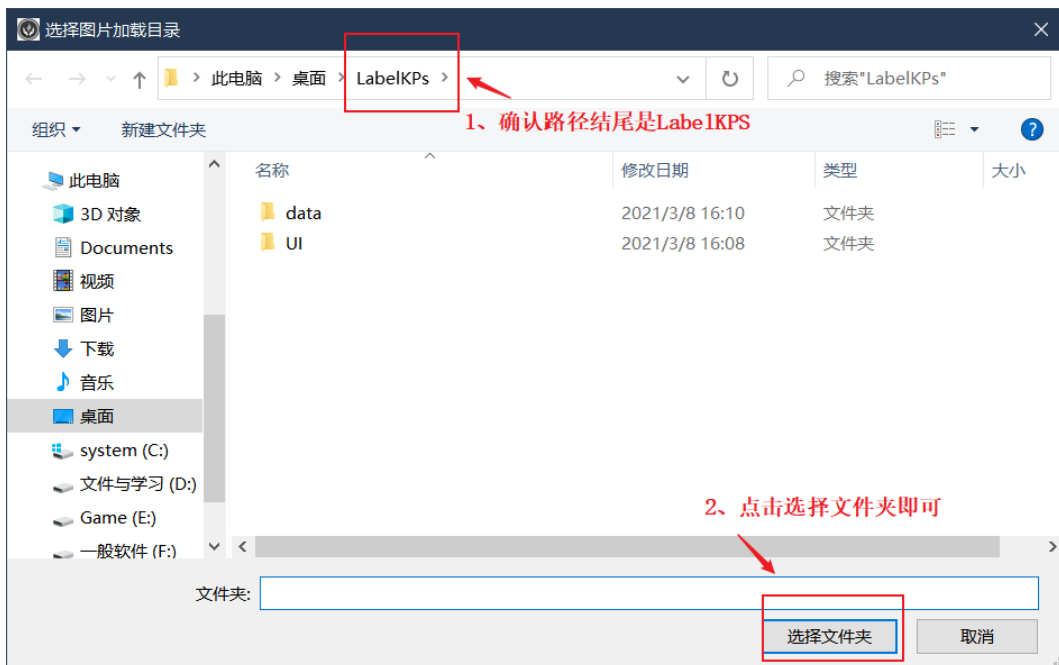 选择图片加载目录
此电脑 > 桌面 > LabelKPs >
搜索"LabelKPs"
1、确认路径结尾是LabelKPS
组织
新建文件夹
名称
修改日期
类型
大小
此电脑
3D 对象
Documents
视频
图片
下载
音乐
桌面
system (C:)
文件与学习 (D:)
Game (E:)
一般软件 (F:)
data
2021/3/8 16:10
文件夹
UI
2021/3/8 16:08
文件夹
2、点击选择文件夹即可
文件夹:
选择文件夹
取消